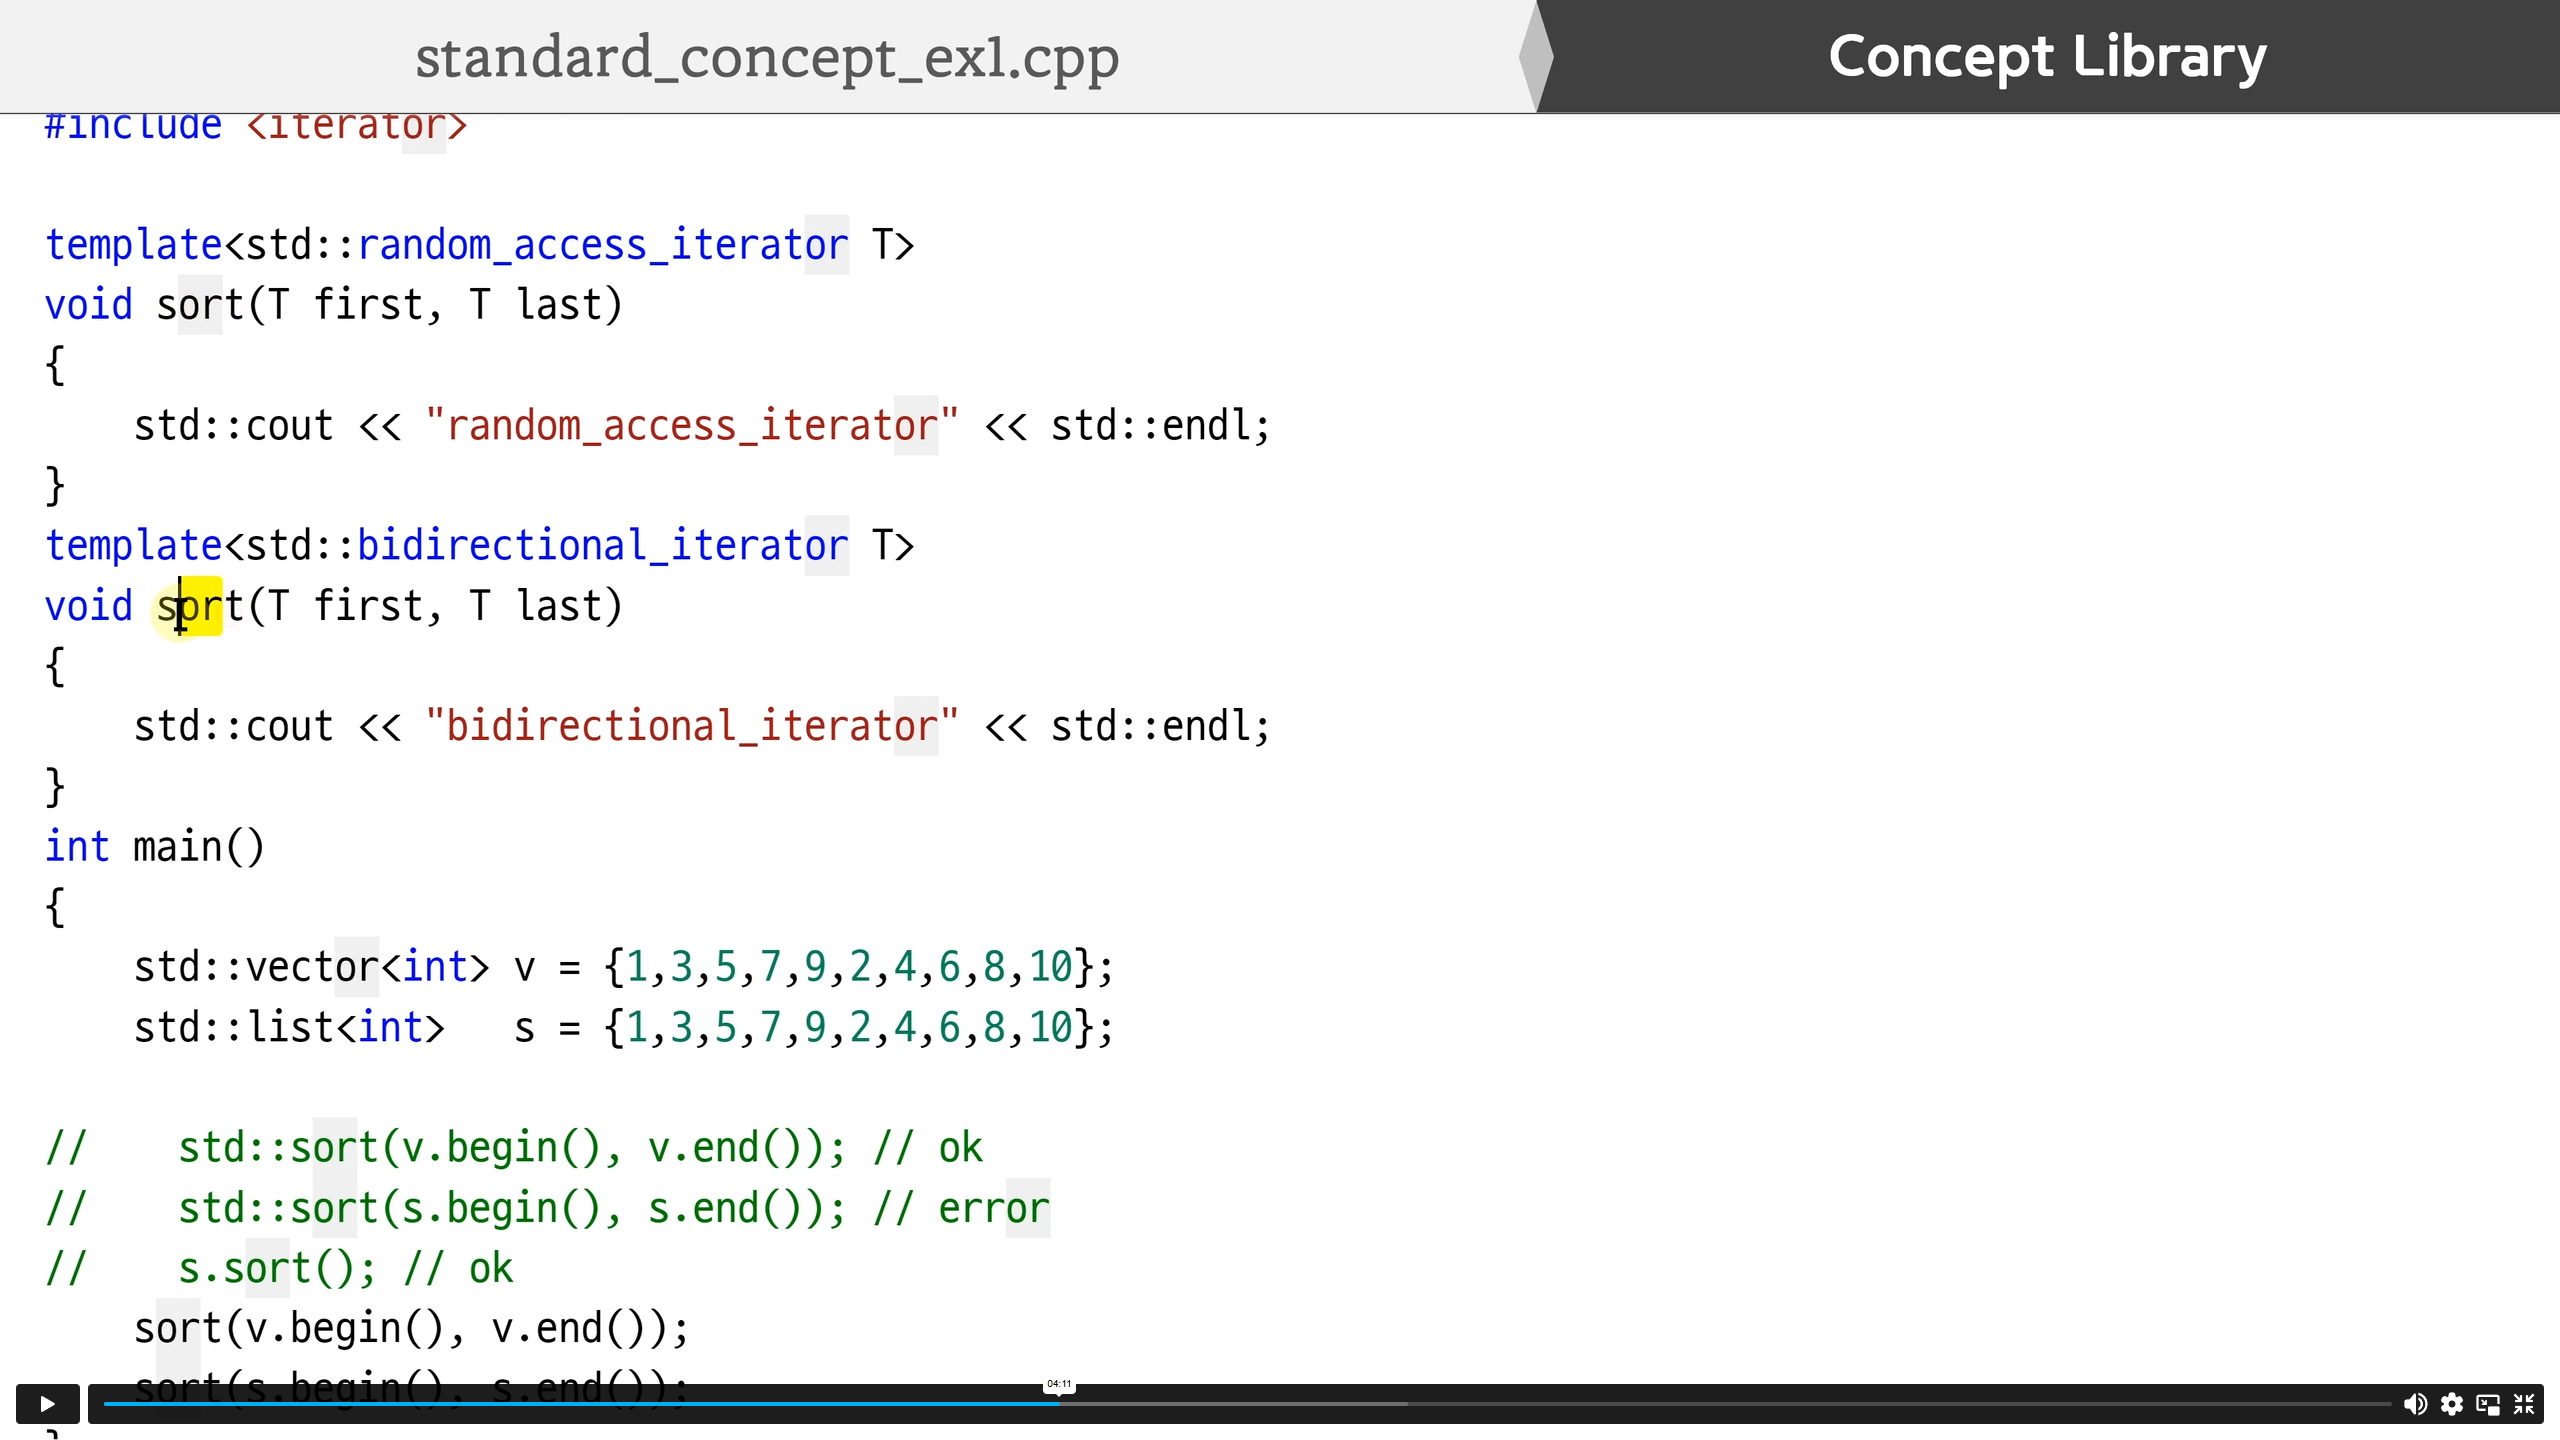 standard_concept_ex1.cpp
Concept Library
#include <iterator>
template<std::random_access_iterator T>
void sort(T first, T last)
{
    std::cout << "random_access_iterator" << std::endl;
}
template<std::bidirectional_iterator T>
void sort(T first, T last)
{
    std::cout << "bidirectional_iterator" << std::endl;
}
int main()
{
    std::vector<int> v = {1,3,5,7,9,2,4,6,8,10};
    std::list<int>   s = {1,3,5,7,9,2,4,6,8,10};
//    std::sort(v.begin(), v.end()); // ok
//    std::sort(s.begin(), s.end()); // error
//    s.sort(); // ok
    sort(v.begin(), v.end());
    sort(s.begin(), s.end());
04:11
}